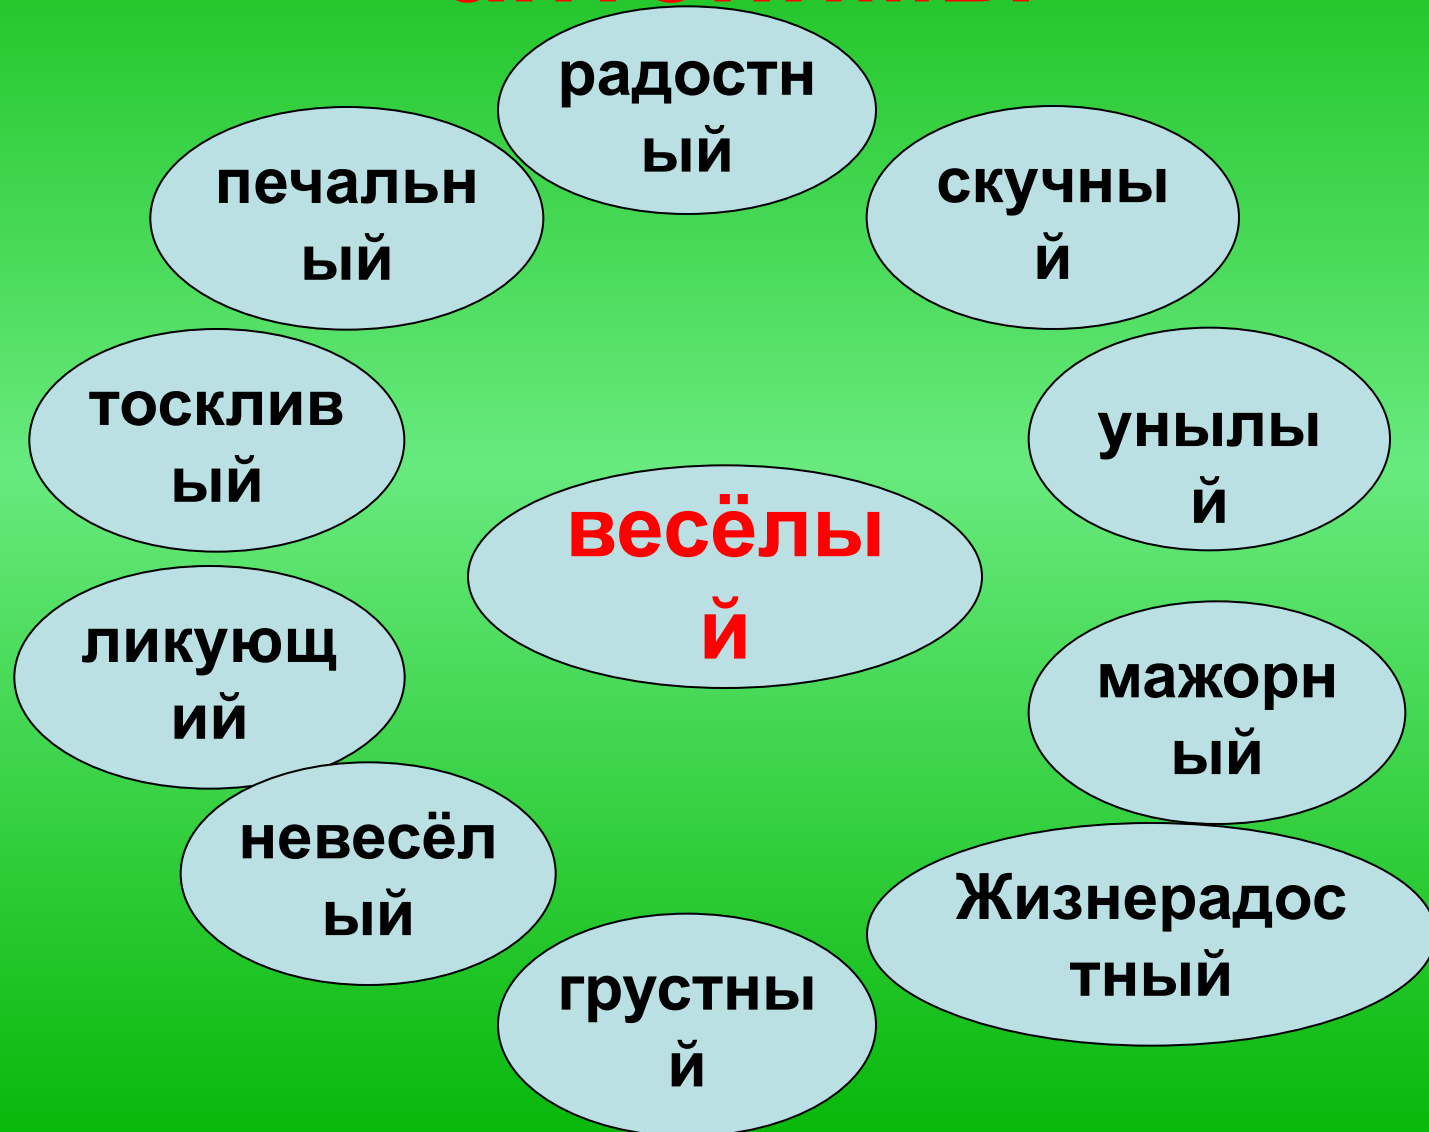 радостн
ый
печальн
ый
скучны
й
тосклив
ый
унылы
й
весёлы
й
ликующ
ий
мажорн
ый
невесёл
ый
Жизнерадос
тный
грустны
й